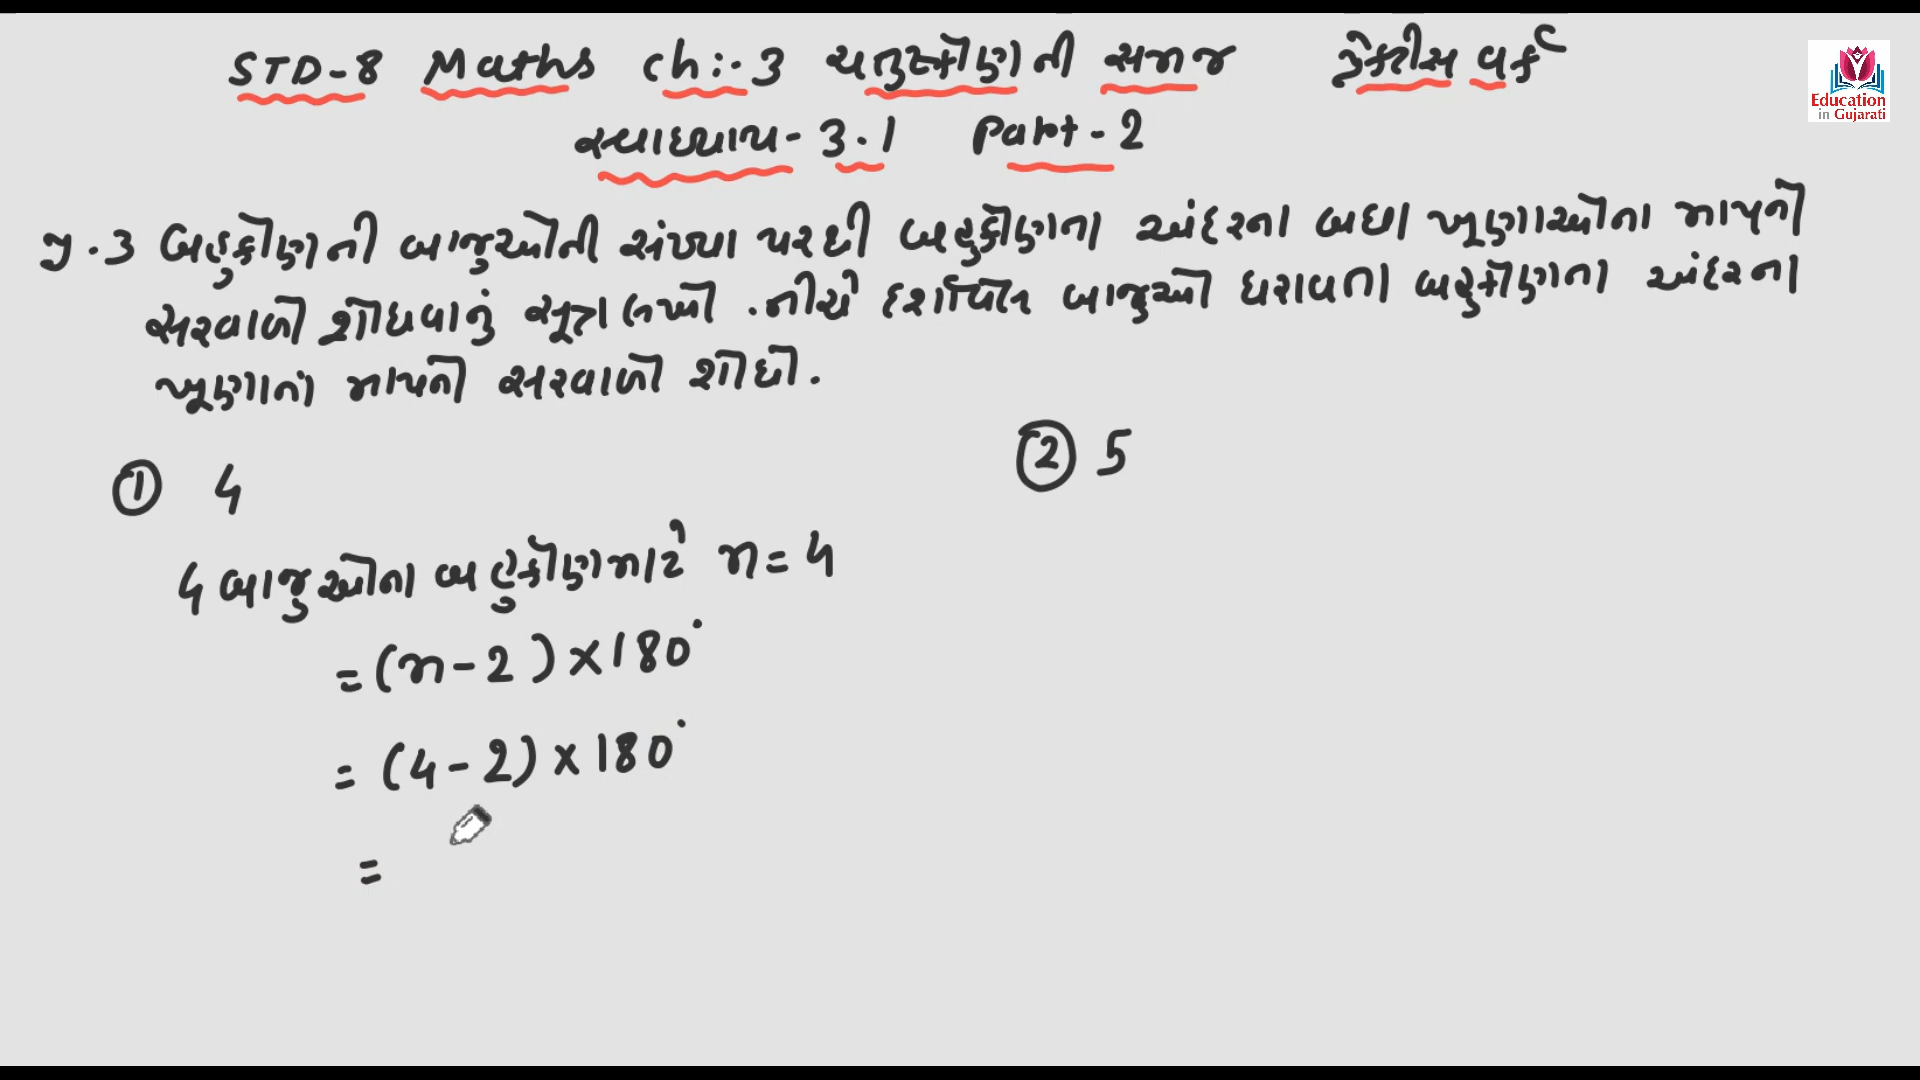 STD-8 Maths ch:-3 ચતુષ્કોણની સમજ પ્રેક્ટીસ વર્ક
Education
in Gujarati
સ્વાધ્યાય-3.1 Part-2
પ્ર.3 બહુકોણની બાજુઓની સંખ્યા પરથી બહુકોણના અંદરના બધા ખૂણાઓના માપનો
સરવાળો શોધવાનું સૂત્ર લખો. નીચે દર્શાવેલ બાજુઓ ધરાવતા બહુકોણના અંદરના
ખૂણાનાં માપનો સરવાળો શોધો.
① 4
② 5
4 બાજુઓના બહુકોણ માટે n = 4
= (n - 2) × 180°
= (4 - 2) × 180°
=